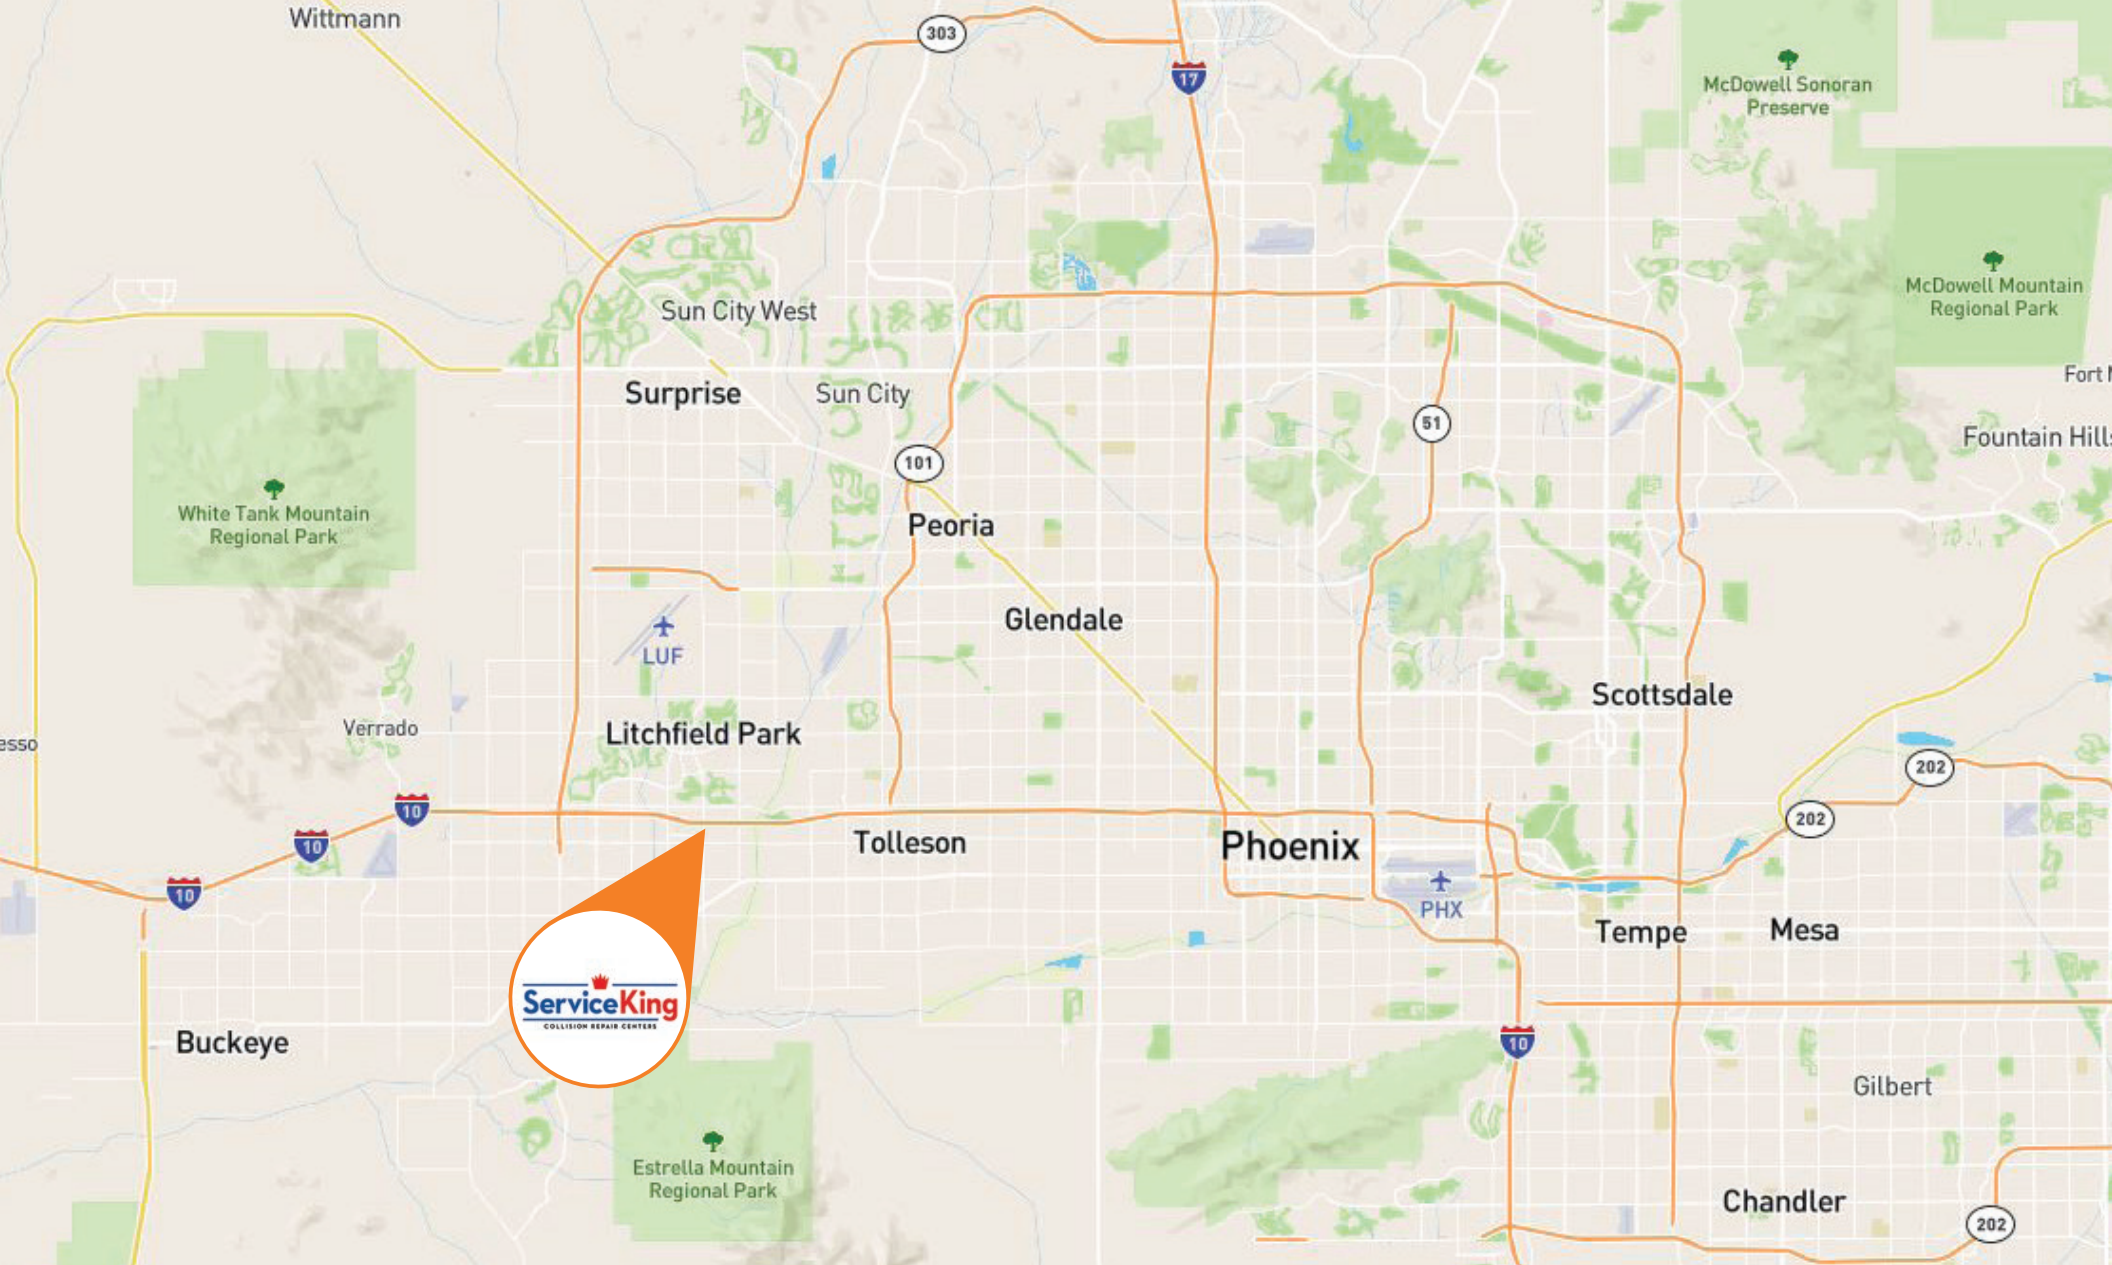 Wittmann
303
17
McDowell Sonoran
Preserve
McDowell Mountain
Regional Park
Sun City West
Surprise
Sun City
Fort
51
Fountain Hill
101
White Tank Mountain
Regional Park
Peoria
Glendale
LUF
Scottsdale
Verrado
Litchfield Park
esso
202
10
202
10
Tolleson
Phoenix
10
PHX
Tempe
Mesa
ServiceKing
COLLISION REPAIR CENTERS
Buckeye
10
Gilbert
Estrella Mountain
Regional Park
Chandler
202